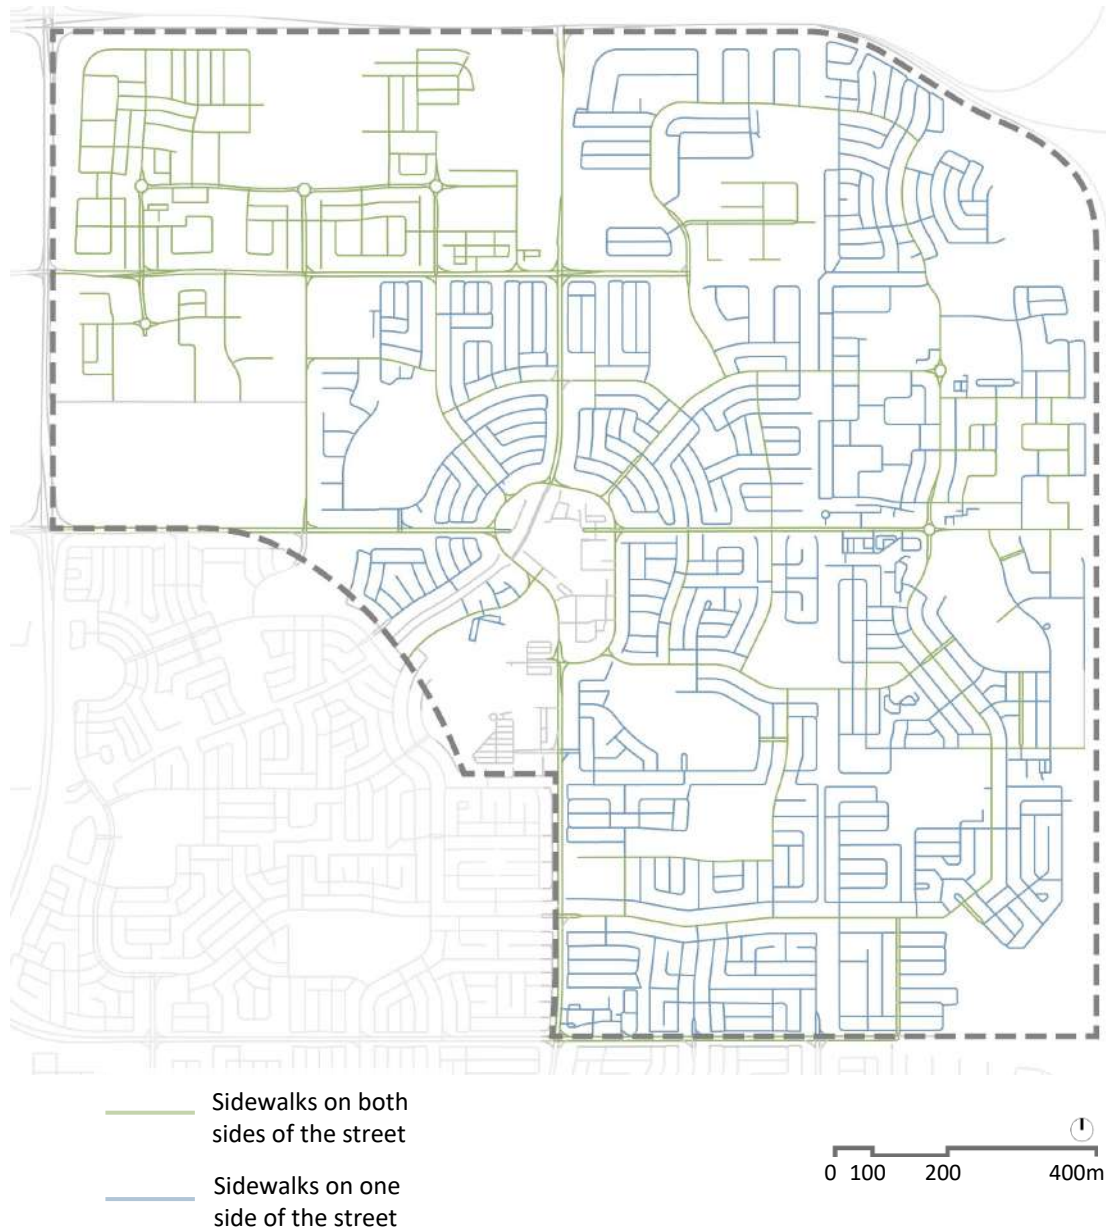 Sidewalks on both
sides of the street
Sidewalks on one
side of the street
0 100 200 400m